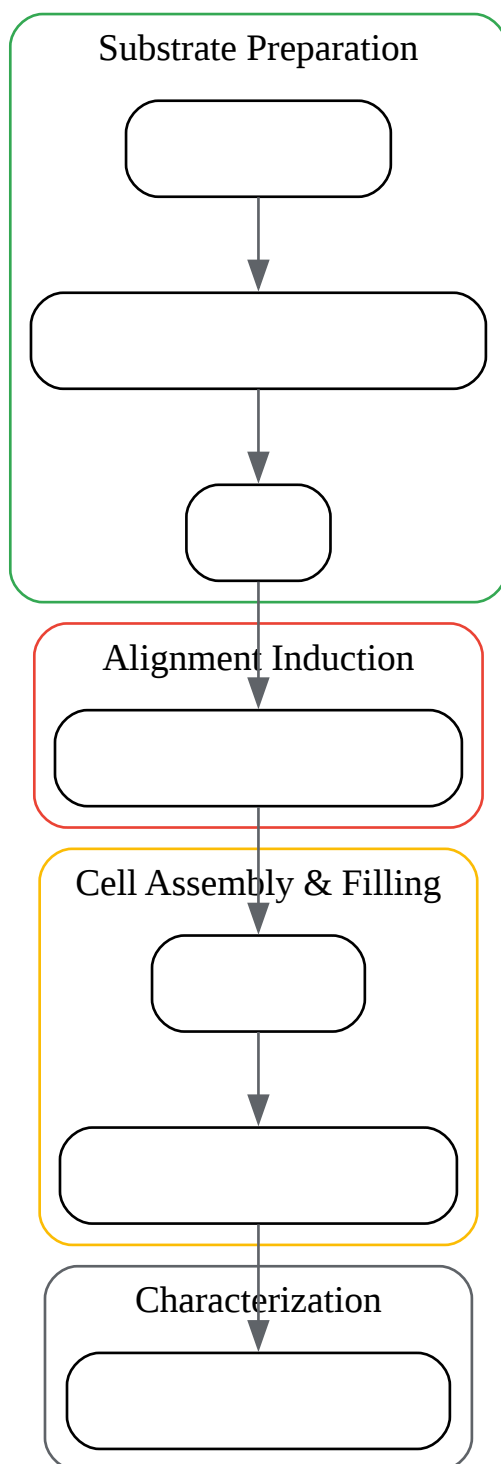 Substrate Preparation
Alignment Induction
Cell Assembly & Filling
Characterization